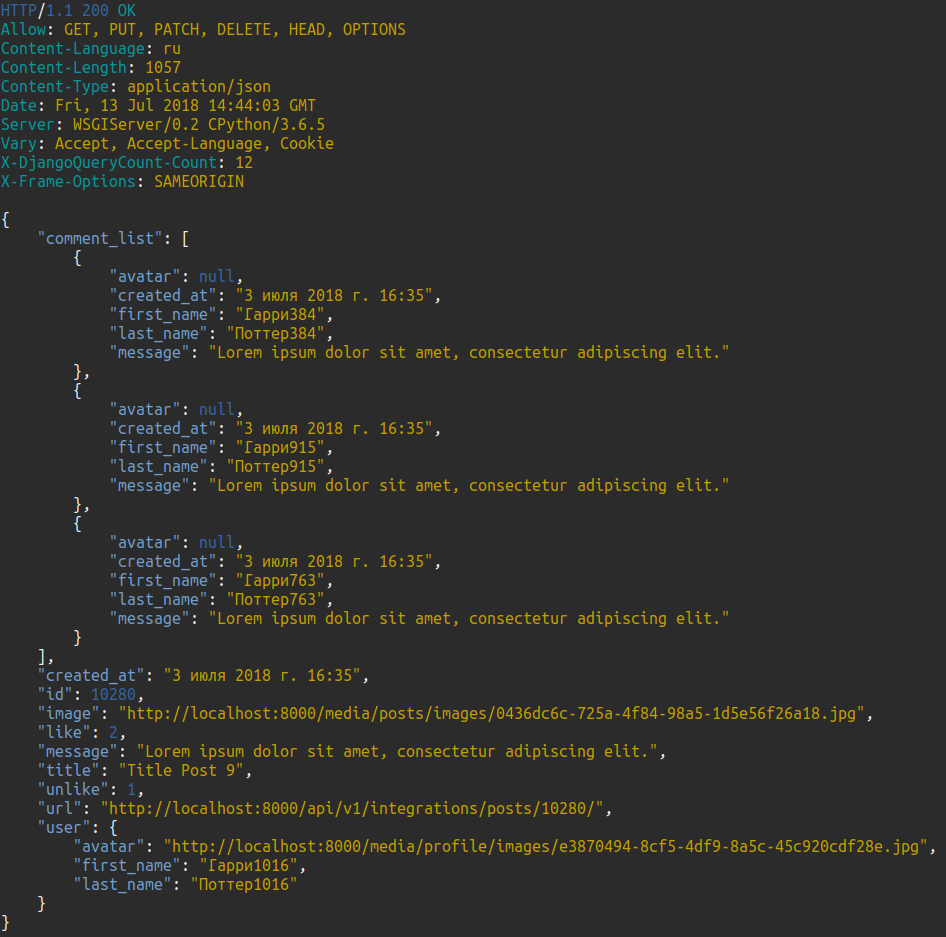 HTTP/1.1 200 OK
Allow: GET, PUT, PATCH, DELETE, HEAD, OPTIONS
Content-Language: ru
Content-Length: 1057
Content-Type: application/json
Date: Fri, 13 Jul 2018 14:44:03 GMT
Server: WSGIServer/0.2 CPython/3.6.5
Vary: Accept, Accept-Language, Cookie
X-DjangoQueryCount-Count: 12
X-Frame-Options: SAMEORIGIN

{
    "comment_list": [
        {
            "avatar": null,
            "created_at": "3 июля 2018 г. 16:35",
            "first_name": "Гарри384",
            "last_name": "Поттер384",
            "message": "Lorem ipsum dolor sit amet, consectetur adipiscing elit."
        },
        {
            "avatar": null,
            "created_at": "3 июля 2018 г. 16:35",
            "first_name": "Гарри915",
            "last_name": "Поттер915",
            "message": "Lorem ipsum dolor sit amet, consectetur adipiscing elit."
        },
        {
            "avatar": null,
            "created_at": "3 июля 2018 г. 16:35",
            "first_name": "Гарри763",
            "last_name": "Поттер763",
            "message": "Lorem ipsum dolor sit amet, consectetur adipiscing elit."
        }
    ],
    "created_at": "3 июля 2018 г. 16:35",
    "id": 10280,
    "image": "http://localhost:8000/media/posts/images/0436dc6c-725a-4f84-98a5-1d5e56f26a18.jpg",
    "like": 2,
    "message": "Lorem ipsum dolor sit amet, consectetur adipiscing elit.",
    "title": "Title Post 9",
    "unlike": 1,
    "url": "http://localhost:8000/api/v1/integrations/posts/10280/",
    "user": {
        "avatar": "http://localhost:8000/media/profile/images/e3870494-8cf5-4df9-8a5c-45c920cdf28e.jpg",
        "first_name": "Гарри1016",
        "last_name": "Поттер1016"
    }
}